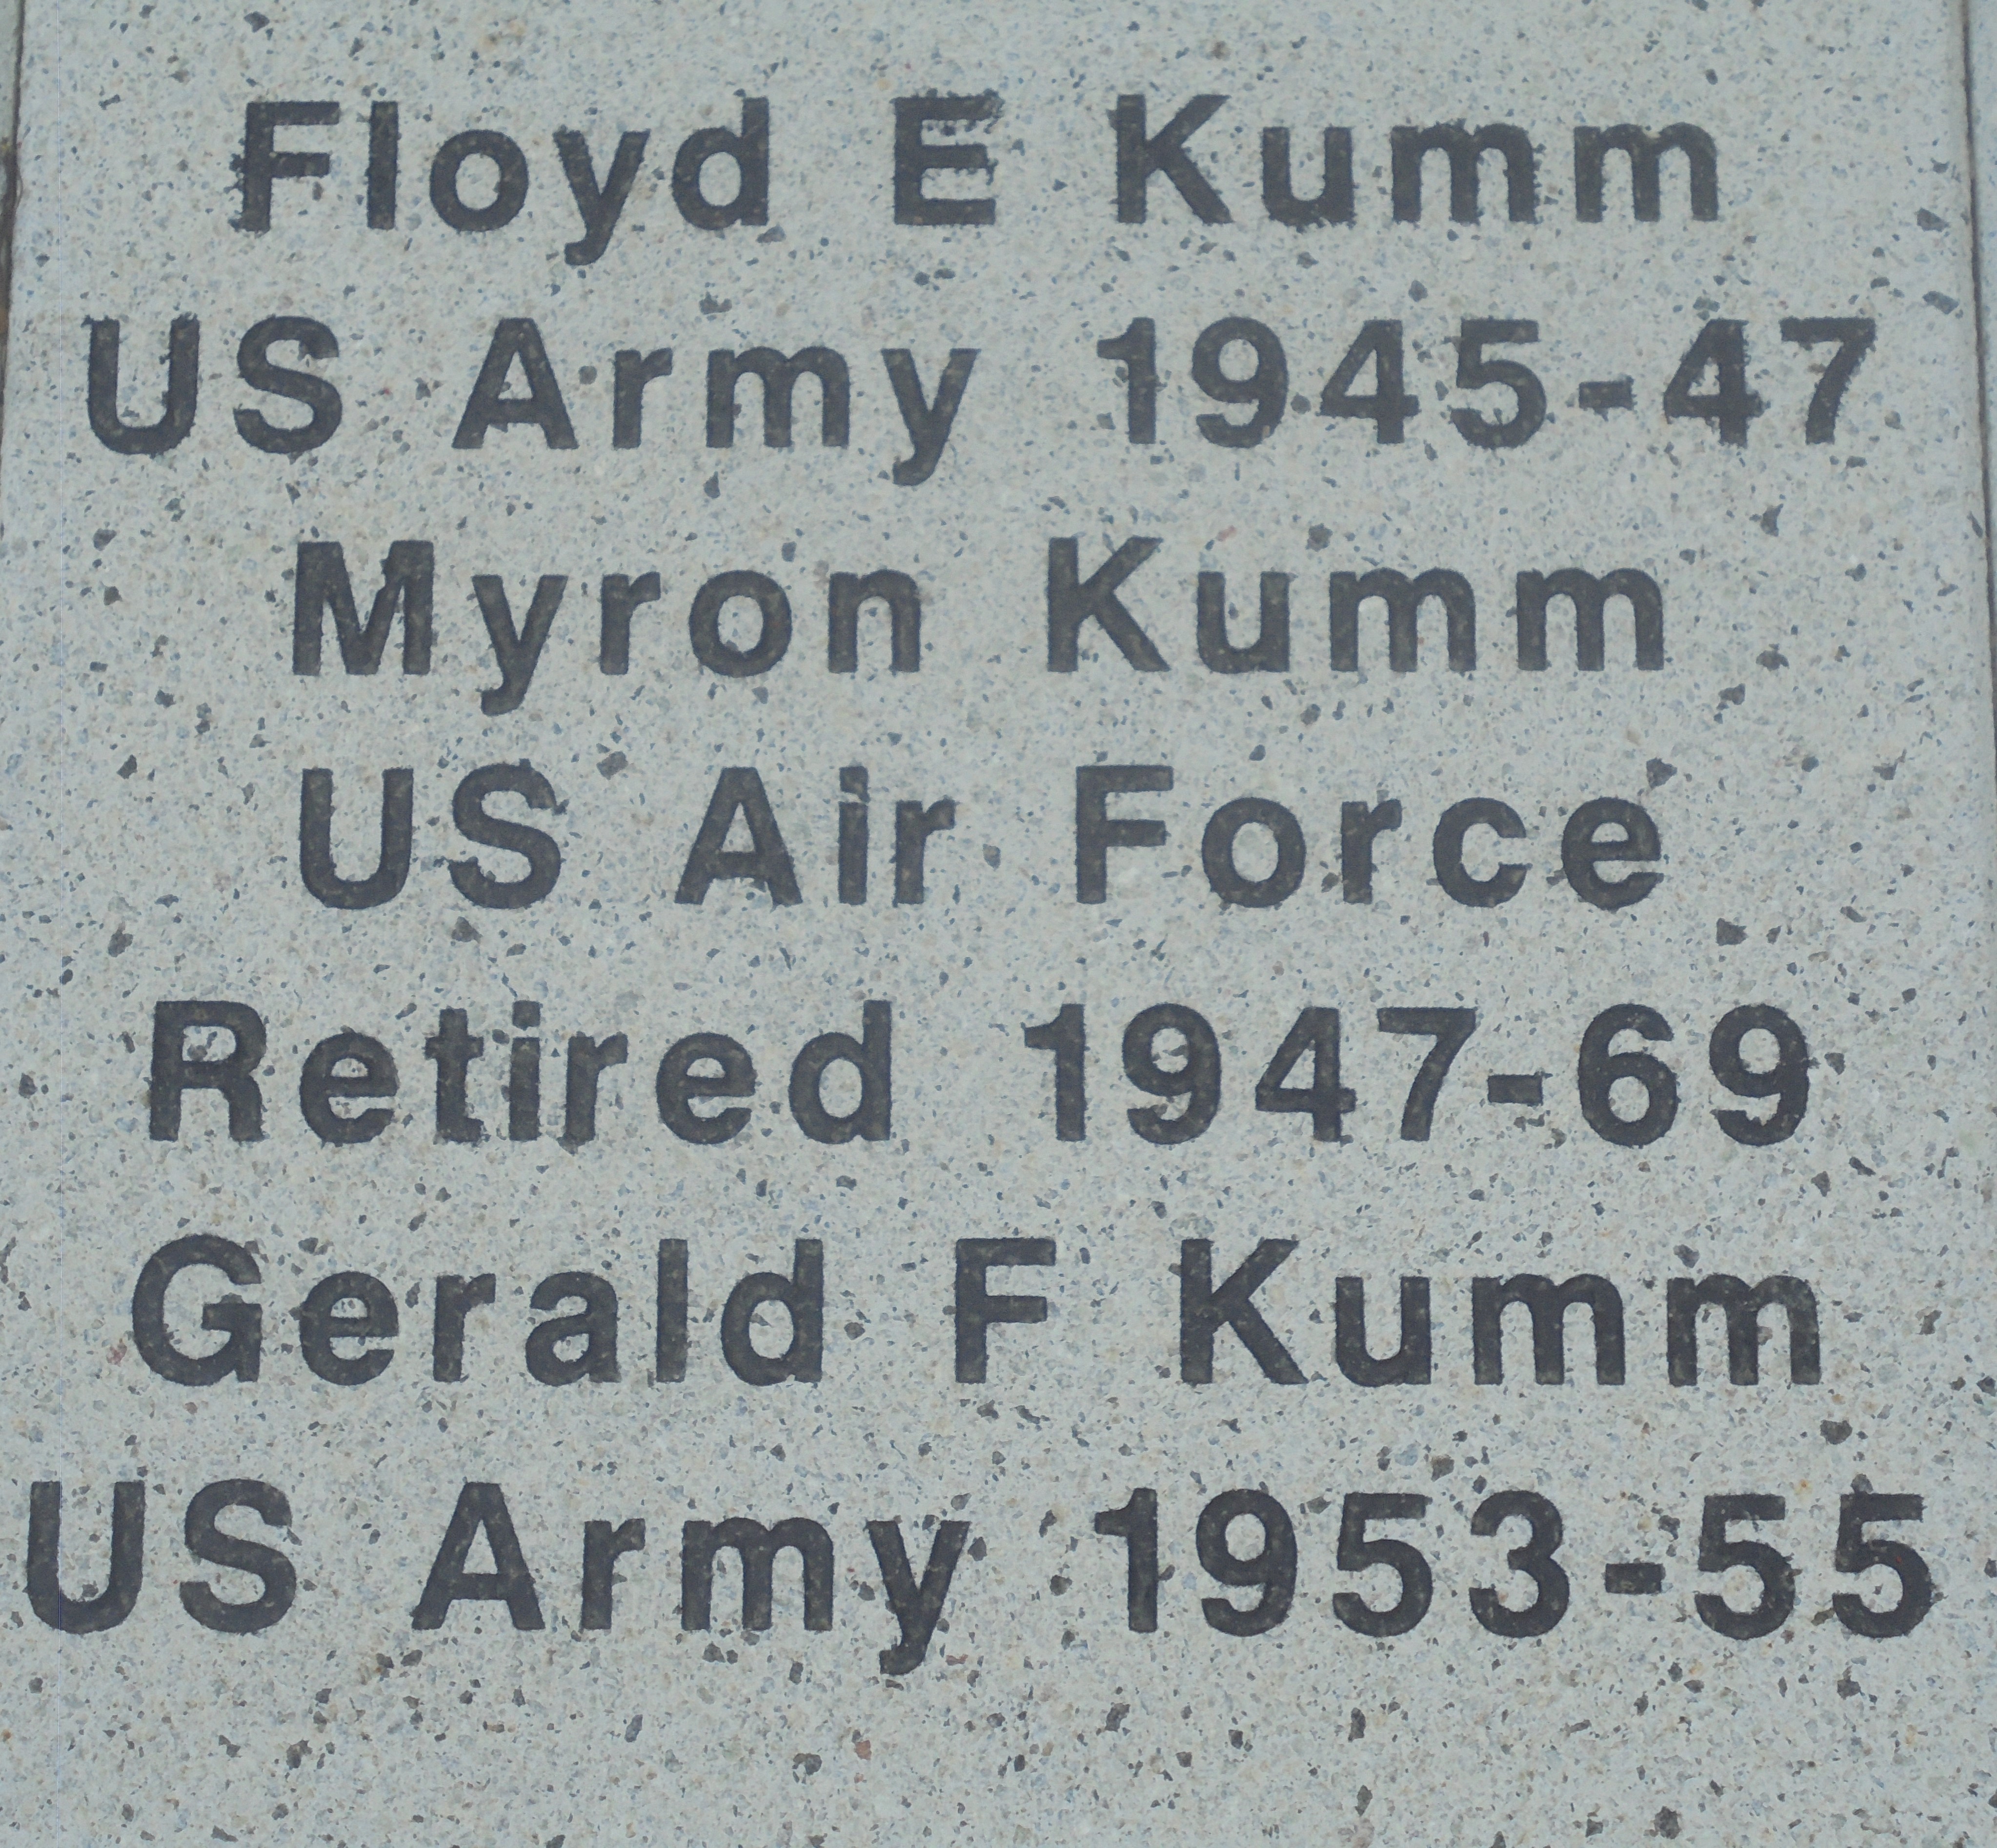 Floyd E Kumm
US Army 1945-47
Myron Kumm
US Air Force
Retired 1947-69
Gerald F Kumm
US Army 1953-55